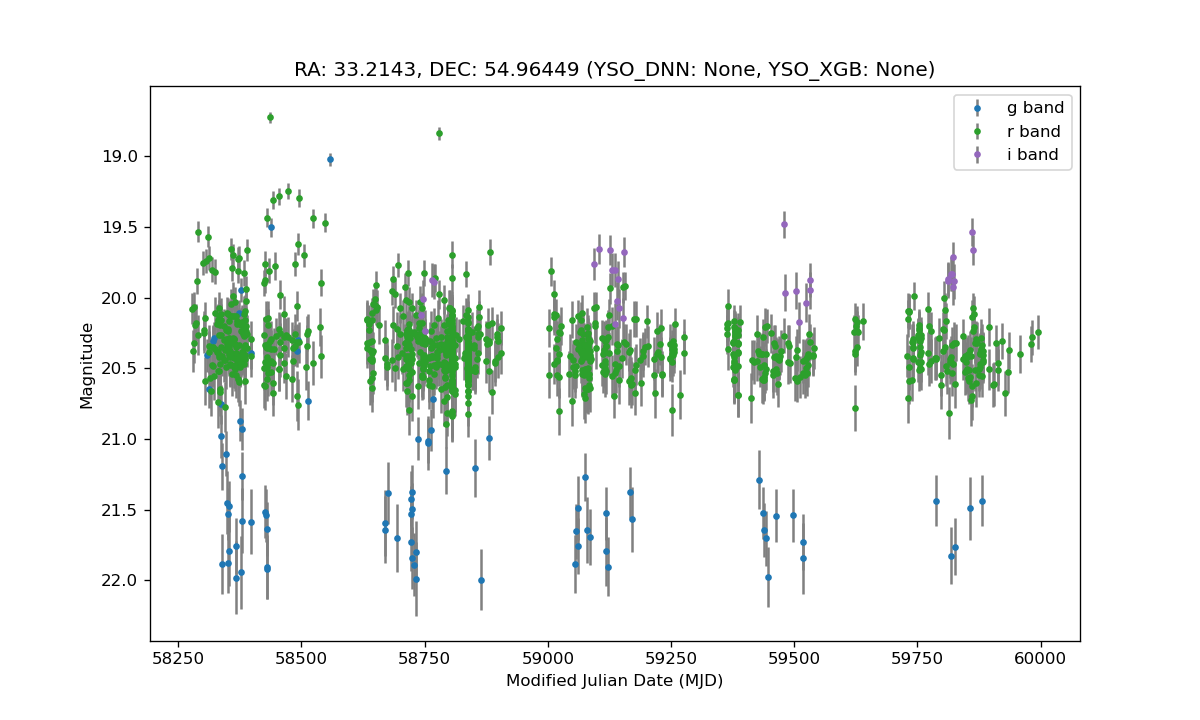 RA: 33.2143, DEC: 54.96449 (YSO_DNN: None, YSO_XGB: None)
g band
r band
i band
19.0
19.5
20.0
20.5
21.0
21.5
22.0
Magnitude
58250 58500 58750 59000 59250 59500 59750 60000
Modified Julian Date (MJD)